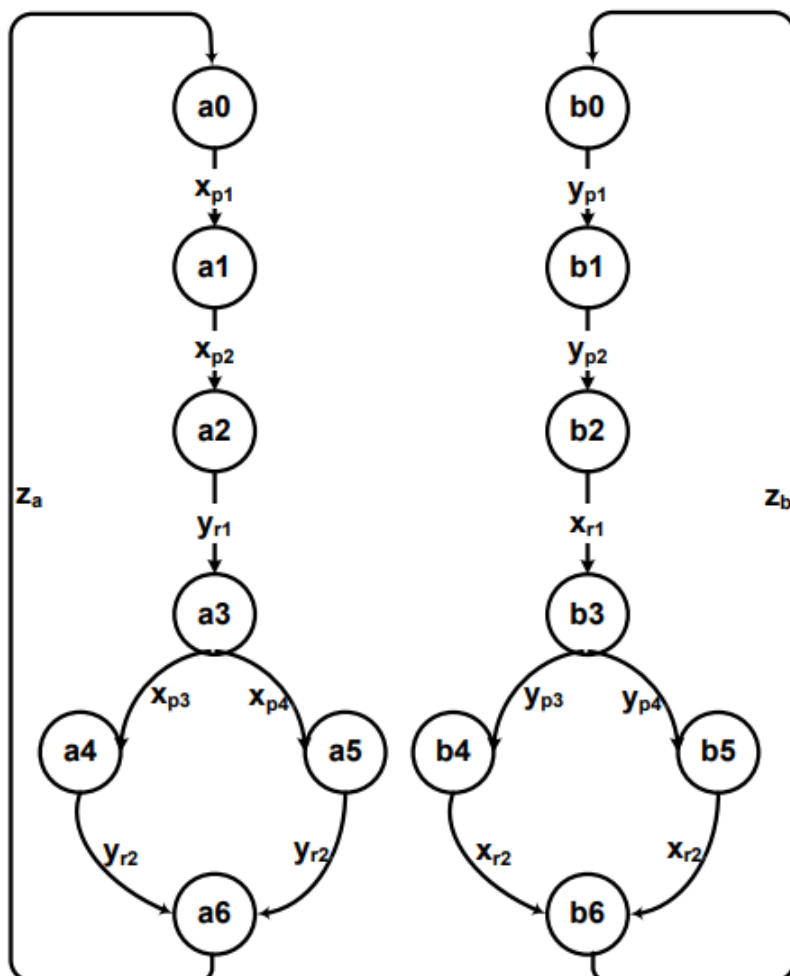 a0 b0
x_p1 y_p1
a1 b1
x_p2 y_p2
a2 b2
z_a z_b
y_r1 x_r1
a3 b3
x_p3 x_p4 y_p3 y_p4
a4 a5 b4 b5
y_r2 y_r2 x_r2 x_r2
a6 b6